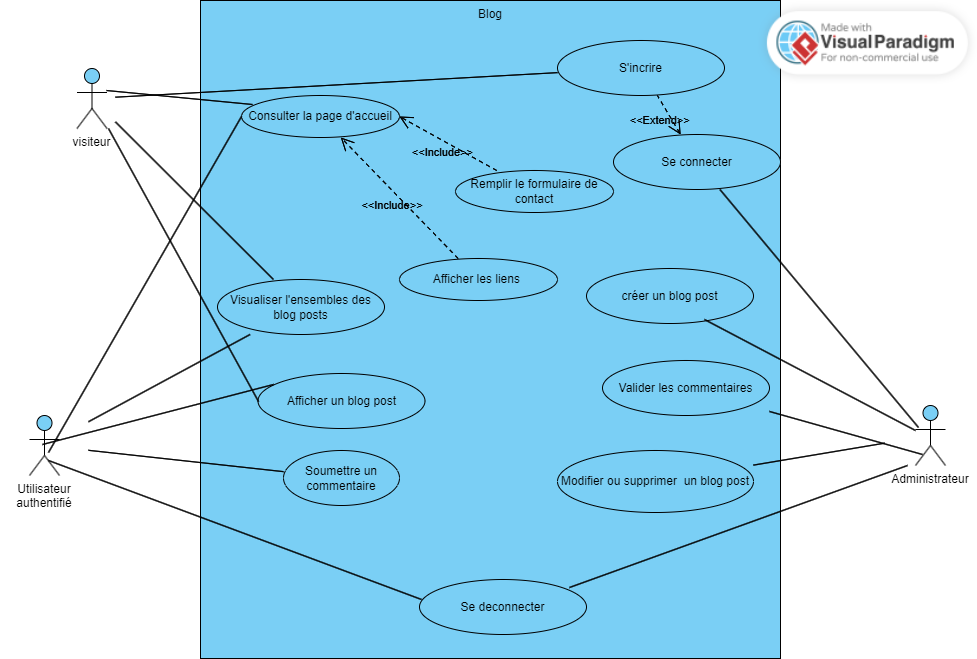 Blog
Made with
Visual Paradigm
For non-commercial use
S'incrire
visiteur
Consulter la page d'accueil
<<Extend>>
<<Include>>
Se connecter
Remplir le formulaire de
contact
<<Include>>
Afficher les liens
Visualiser l'ensembles des
blog posts
créer un blog post
Afficher un blog post
Valider les commentaires
Soumettre un
commentaire
Modifier ou supprimer un blog post
Utilisateur
authentifié
Administrateur
Se deconnecter